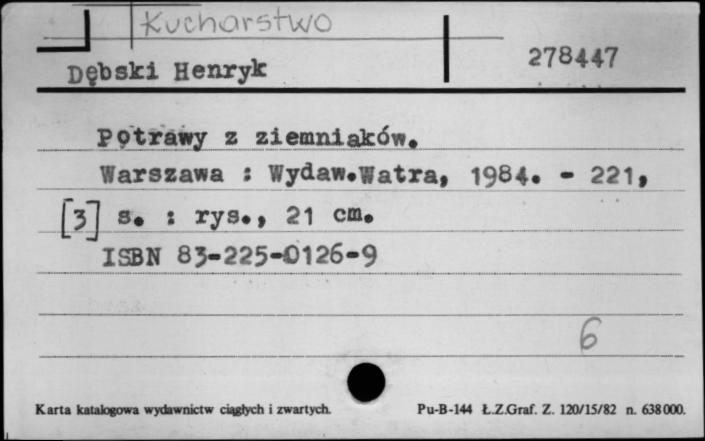 Kucharstwo
278447
Dębski Henryk
Potrawy z ziemniaków.
Warszawa : Wydaw.Watra, 1984. - 221,
[3] s. : rys., 21 cm.
ISBN 83-225-0126-9
6
Karta katalogowa wydawnictw ciągłych i zwartych. Pu-B-144 Ł.Z.Graf. Z. 120/15/82 n. 638000.